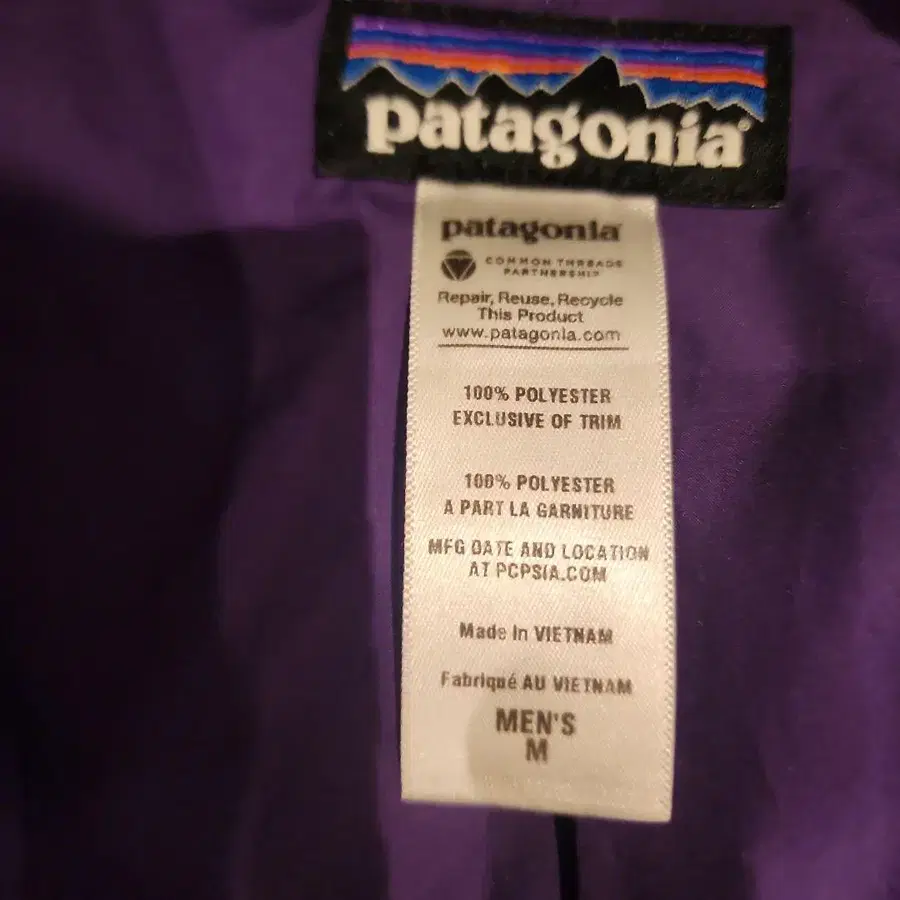 patagonia®
patagonia
COMMON THREADS
PARTNERSHIP
Repair, Reuse, Recycle
This Product
www.patagonia.com
100% POLYESTER
EXCLUSIVE OF TRIM
100% POLYESTER
A PART LA GARNITURE
MFG DATE AND LOCATION
AT PCPSIA.COM
Made In VIETNAM
Fabriqué AU VIETNAM
MEN'S
M